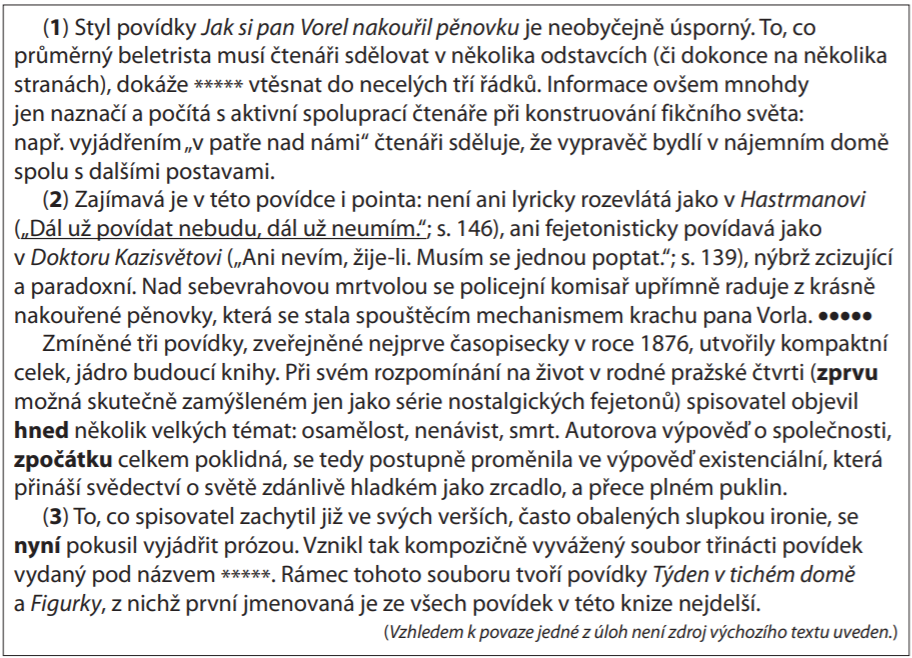 (1) Styl povídky Jak si pan Vorel nakouřil pěnovku je neobyčejně úsporný. To, co
průměrný beletrista musí čtenáři sdělovat v několika odstavcích (či dokonce na několika
stranách), dokáže ***** vtěsnat do necelých tří řádků. Informace ovšem mnohdy
jen naznačí a počítá s aktivní spoluprací čtenáře při konstruování fikčního světa:
např. vyjádřením „v patře nad námi“ čtenáři sděluje, že vypravěč bydlí v nájemním domě
spolu s dalšími postavami.
(2) Zajímavá je v této povídce i pointa: není ani lyricky rozevlátá jako v Hastrmanovi
(„Dál už povídat nebudu, dál už neumím.“; s. 146), ani fejetonisticky povídavá jako
v Doktoru Kazisvětovi („Ani nevím, žije-li. Musím se jednou poptat.“; s. 139), nýbrž zcizující
a paradoxní. Nad sebevrahovou mrtvolou se policejní komisař upřímně raduje z krásně
nakouřené pěnovky, která se stala spouštěcím mechanismem krachu pana Vorla. •••••
Zmíněné tři povídky, zveřejněné nejprve časopisecky v roce 1876, utvořily kompaktní
celek, jádro budoucí knihy. Při svém rozpomínání na život v rodné pražské čtvrti (zprvu
možná skutečně zamýšleném jen jako série nostalgických fejetonů) spisovatel objevil
hned několik velkých témat: osamělost, nenávist, smrt. Autorova výpověď o společnosti,
zpočátku celkem poklidná, se tedy postupně proměnila ve výpověď existenciální, která
přináší svědectví o světě zdánlivě hladkém jako zrcadlo, a přece plném puklin.
(3) To, co spisovatel zachytil již ve svých verších, často obalených slupkou ironie, se
nyní pokusil vyjádřit prózou. Vznikl tak kompozičně vyvážený soubor třinácti povídek
vydaný pod názvem *****. Rámec tohoto souboru tvoří povídky Týden v tichém domě
a Figurky, z nichž první jmenovaná je ze všech povídek v této knize nejdelší.
(Vzhledem k povaze jedné z úloh není zdroj výchozího textu uveden.)